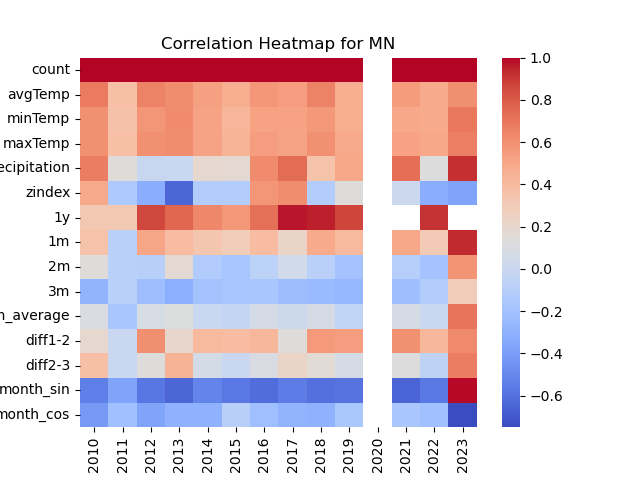 Correlation Heatmap for MN
count
avgTemp
minTemp
maxTemp
ecipitation
zindex
1y
1m
2m
3m
n_average
diff1-2
diff2-3
month_sin
month_cos
2010 2011 2012 2013 2014 2015 2016 2017 2018 2019 2020 2021 2022 2023
1.0
0.8
0.6
0.4
0.2
0.0
−0.2
−0.4
−0.6